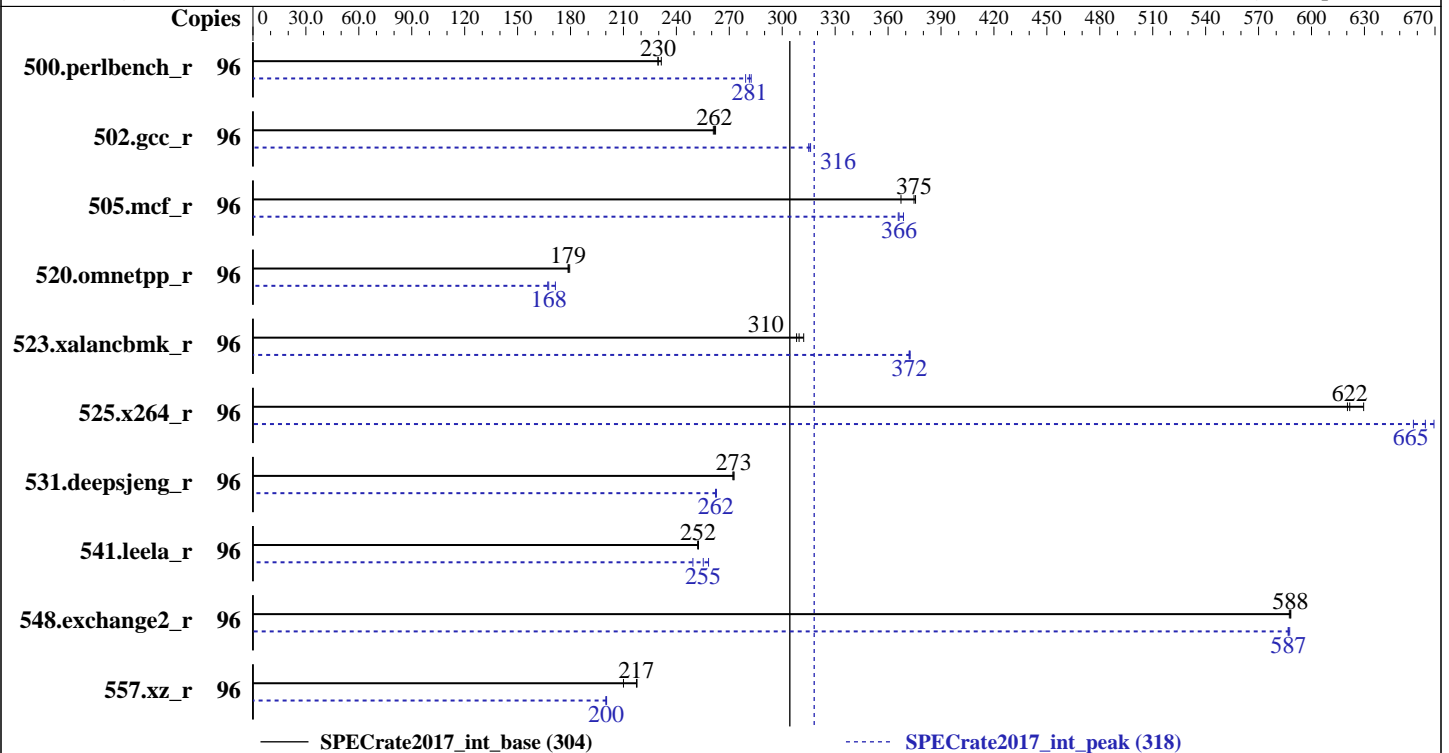 Copies 0 30.0 60.0 90.0 120 150 180 210 240 270 300 330 360 390 420 450 480 510 540 570 600 630 670
500.perlbench_r 96 230
281
502.gcc_r 96 262
316
505.mcf_r 96 375
366
520.omnetpp_r 96 179
168
523.xalancbmk_r 96 310
372
525.x264_r 96 622
665
531.deepsjeng_r 96 273
262
541.leela_r 96 252
255
548.exchange2_r 96 588
587
557.xz_r 96 217
200
SPECrate2017_int_base (304) SPECrate2017_int_peak (318)